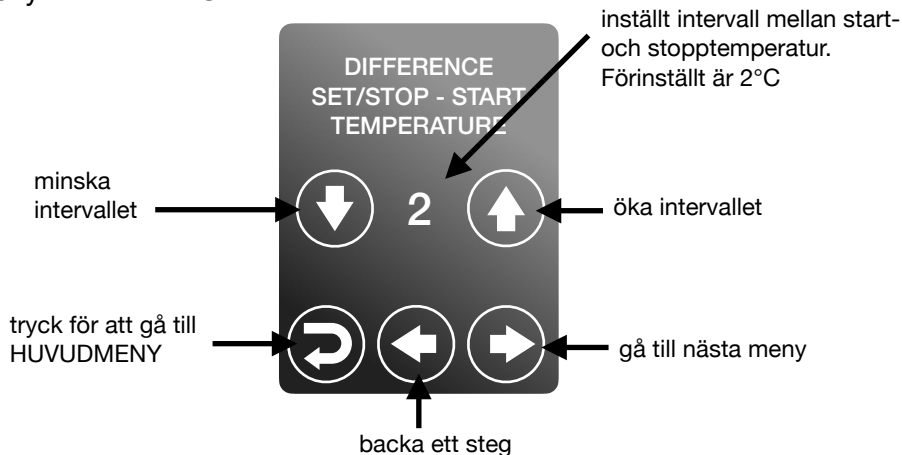 inställt intervall mellan start-
och stopptemperatur.
Förinställt är 2°C
DIFFERENCE
SET/STOP - START
TEMPERATURE
minska
intervallet
2
öka intervallet
tryck för att gå till
HUVUDMENY
gå till nästa meny
backa ett steg